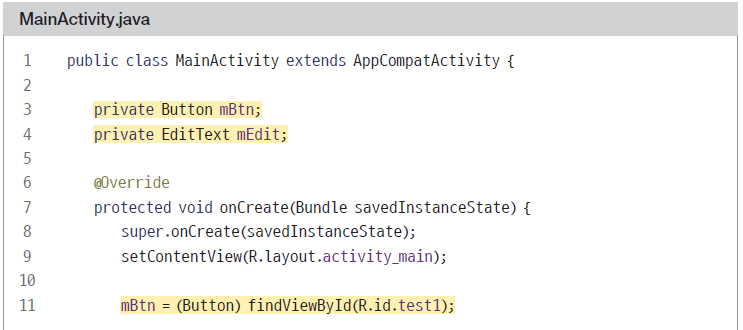 MainActivity.java
1 public class MainActivity extends AppCompatActivity {
2
3 private Button mBtn;
4 private EditText mEdit;
5
6 @Override
7 protected void onCreate(Bundle savedInstanceState) {
8 super.onCreate(savedInstanceState);
9 setContentView(R.layout.activity_main);
10
11 mBtn = (Button) findViewById(R.id.test1);